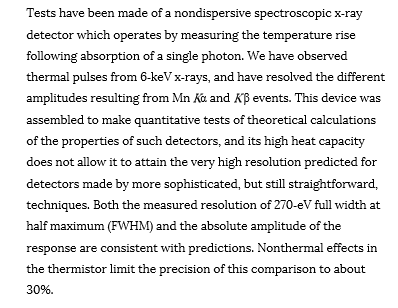 Tests have been made of a nondispersive spectroscopic x-ray
detector which operates by measuring the temperature rise
following absorption of a single photon. We have observed
thermal pulses from 6-keV x-rays, and have resolved the different
amplitudes resulting from Mn Kα and Kβ events. This device was
assembled to make quantitative tests of theoretical calculations
of the properties of such detectors, and its high heat capacity
does not allow it to attain the very high resolution predicted for
detectors made by more sophisticated, but still straightforward,
techniques. Both the measured resolution of 270-eV full width at
half maximum (FWHM) and the absolute amplitude of the
response are consistent with predictions. Nonthermal effects in
the thermistor limit the precision of this comparison to about
30%.